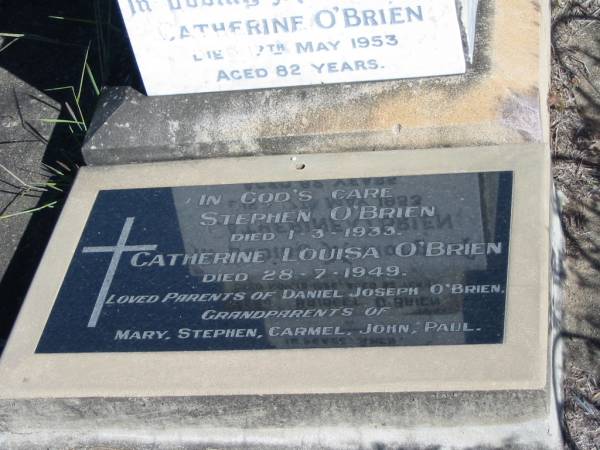 In
CATHERINE O'BRIEN
DIED 7TH MAY 1953
AGED 82 YEARS.
IN GOD'S CARE
STEPHEN O'BRIEN
DIED 1-3-1933.
CATHERINE LOUISA O'BRIEN
DIED 28-7-1949.
LOVED PARENTS OF DANIEL JOSEPH O'BRIEN.
GRANDPARENTS OF
MARY, STEPHEN, CARMEL, JOHN, PAUL.